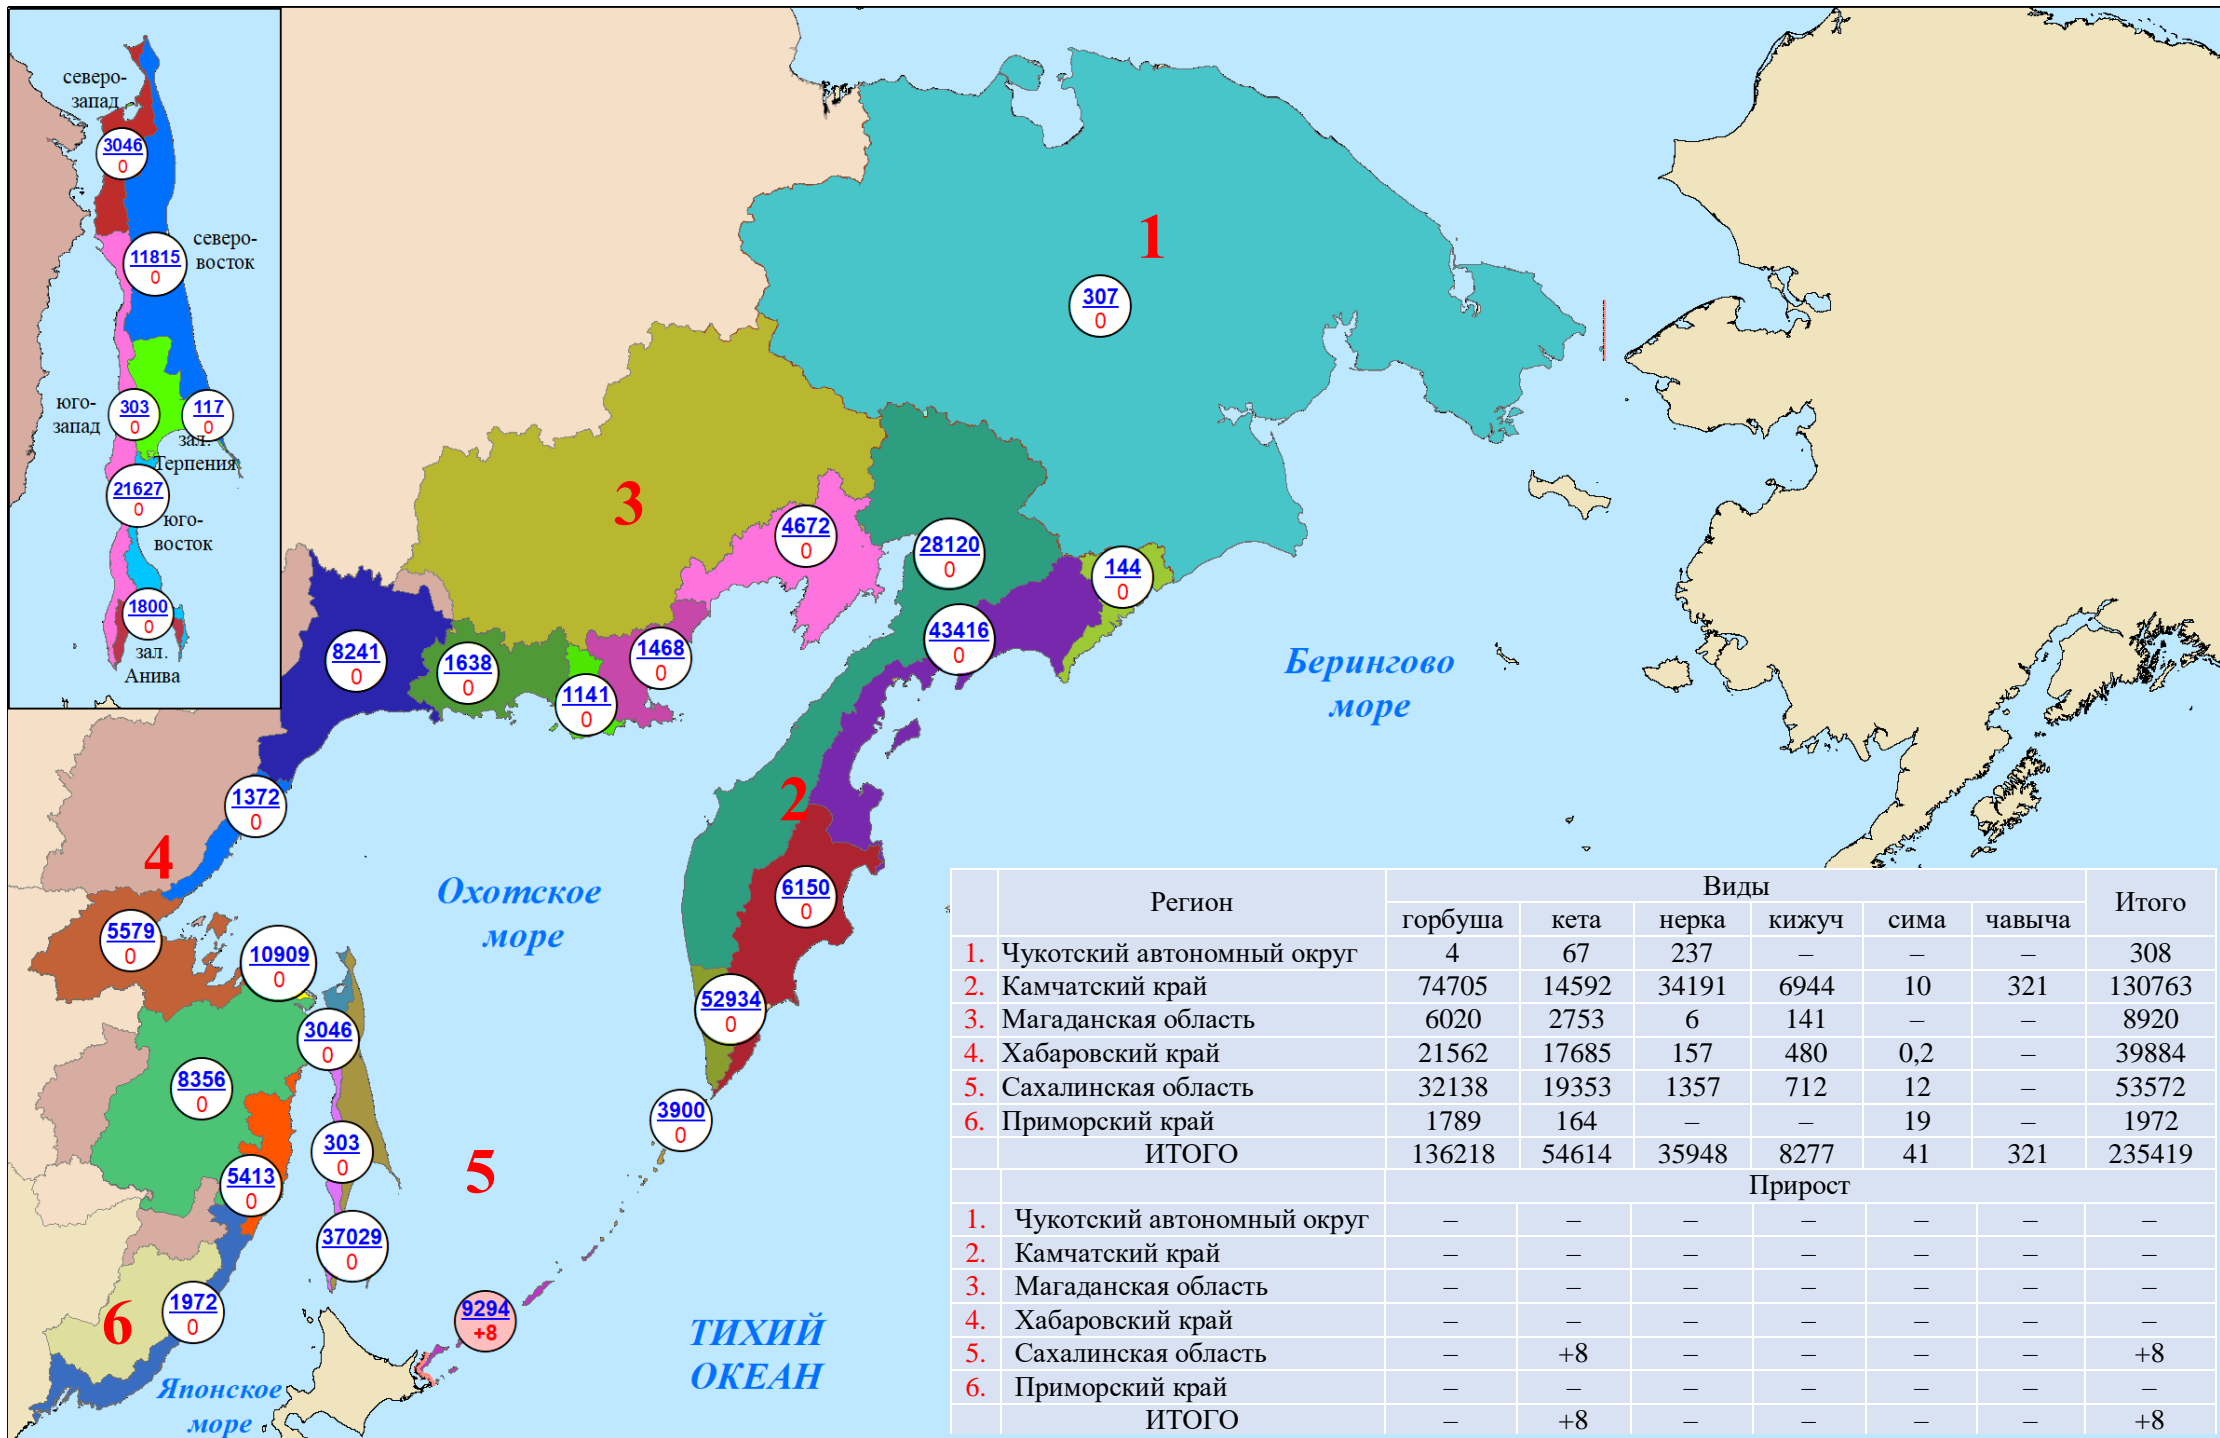 северо-
запад
3046
0
северо-
восток
11815
0
юго-
запад
303
0
117
0
зал.
Терпения
21627
0
юго-
восток
1800
0
зал.
Анива
1
307
0
3
4672
0
28120
0
144
0
43416
0
8241
0
1638
0
1468
0
1141
0
Берингово
море
1372
0
2
4
Охотское
море
6150
0
5579
0
10909
0
52934
0
3046
0
8356
0
3900
0
303
0
5
5413
0
37029
0
6
1972
0
9294
+8
ТИХИЙ
ОКЕАН
Японское
море
Регион Виды Итого
горбуша кета нерка кижуч сима чавыча
1. Чукотский автономный округ 4 67 237 – – – 308
2. Камчатский край 74705 14592 34191 6944 10 321 130763
3. Магаданская область 6020 2753 6 141 – – 8920
4. Хабаровский край 21562 17685 157 480 0,2 – 39884
5. Сахалинская область 32138 19353 1357 712 12 – 53572
6. Приморский край 1789 164 – – 19 – 1972
ИТОГО 136218 54614 35948 8277 41 321 235419
Прирост
1. Чукотский автономный округ – – – – – – –
2. Камчатский край – – – – – – –
3. Магаданская область – – – – – – –
4. Хабаровский край – – – – – – –
5. Сахалинская область – +8 – – – – +8
6. Приморский край – – – – – – –
ИТОГО – +8 – – – – +8